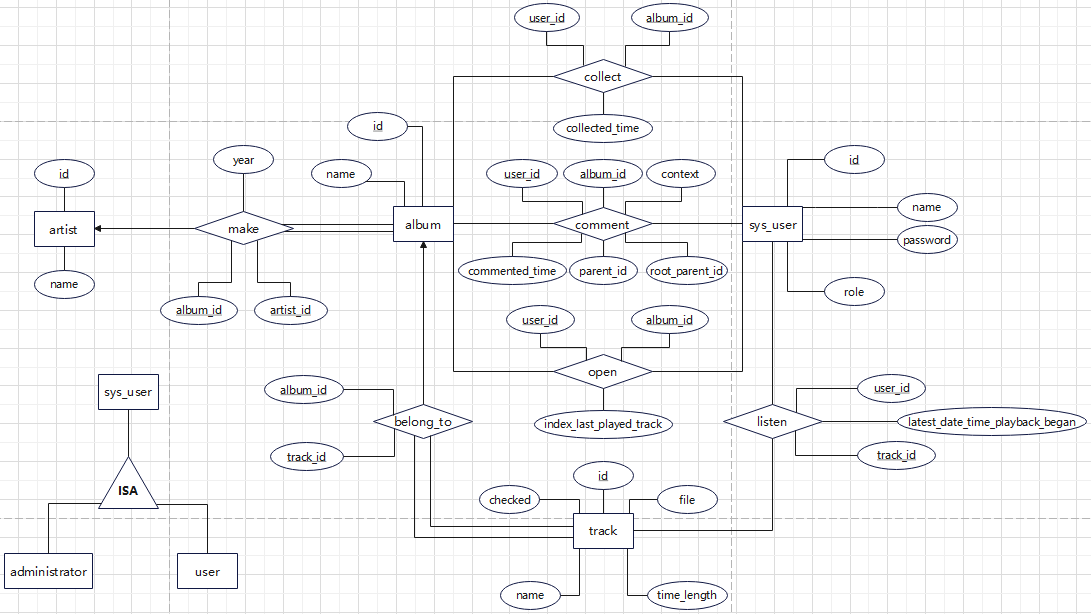 user_id
album_id
collect
collected_time
id
name
year
id
artist
name
make
album_id
artist_id
album
user_id
album_id
context
comment
commented_time
parent_id
root_parent_id
sys_user
id
name
password
role
user_id
album_id
open
index_last_played_track
sys_user
ISA
administrator
user
album_id
belong_to
track_id
listen
user_id
latest_date_time_playback_began
track_id
id
checked
file
track
name
time_length